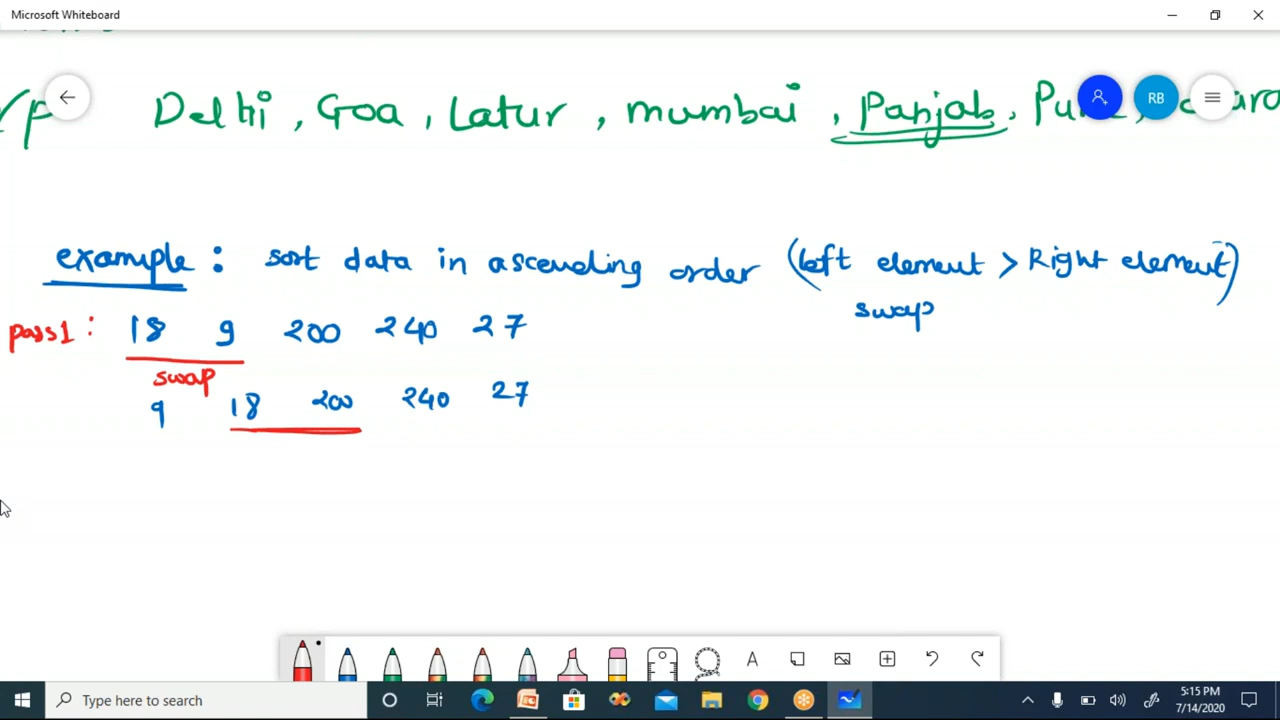 Microsoft Whiteboard
Delhi, Goa, Latur, mumbai, Panjab,
RB
example: sort data in ascending order (left element > Right element)
swap
pass1: 18 9 200 240 27
swap
9 18 200 240 27
A
Type here to search
5:15 PM
7/14/2020